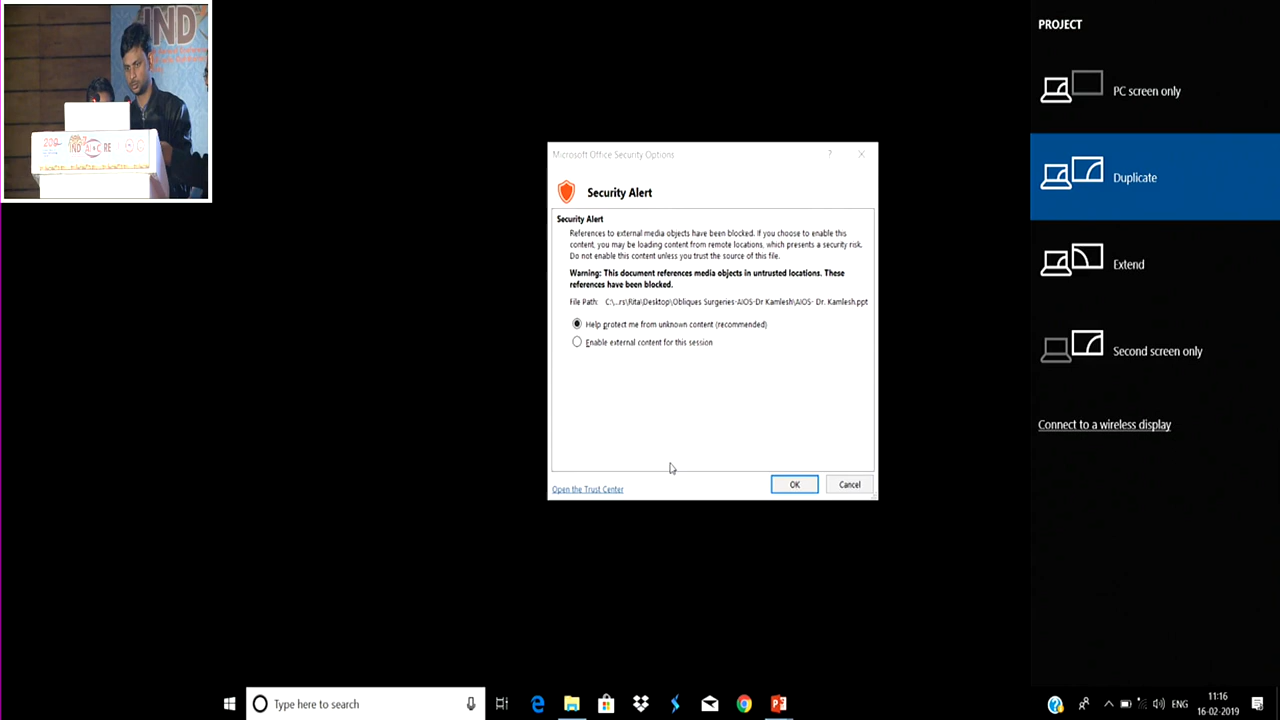 IND
IND
RE
PROJECT
PC screen only
Duplicate
Extend
Second screen only
Connect to a wireless display
Microsoft Office Security Options
?
Security Alert
Security Alert
References to external media objects have been blocked. If you choose to enable this
content, you may be loading content from remote locations, which presents a security risk.
Do not enable this content unless you trust the source of this file.
Warning: This document references media objects in untrusted locations. These
references have been blocked.
File Path: C:\...rs\Rita\Desktop\Obliques Surgeries-AIOS-Dr Kamlesh\AIOS- Dr. Kamlesh.ppt
Help protect me from unknown content (recommended)
Enable external content for this session
Open the Trust Center
OK
Cancel
Type here to search
ENG
11:16
16-02-2019